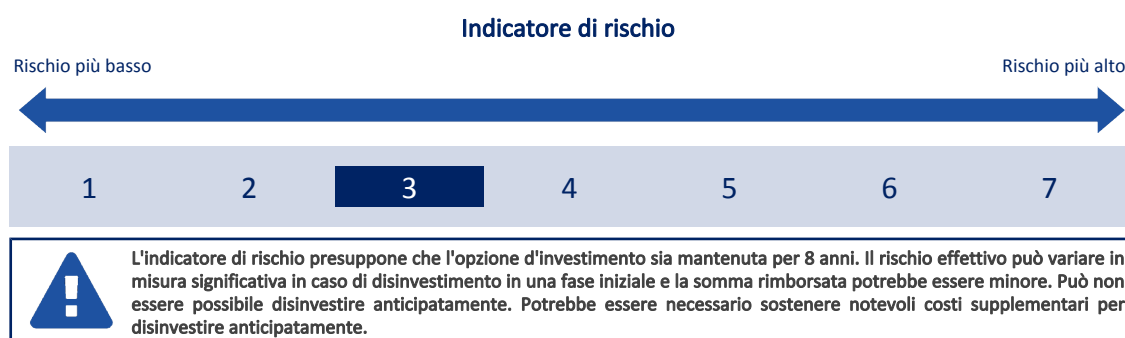 Indicatore di rischio
Rischio più basso
Rischio più alto
1 2 3 4 5 6 7
L'indicatore di rischio presuppone che l'opzione d'investimento sia mantenuta per 8 anni. Il rischio effettivo può variare in
misura significativa in caso di disinvestimento in una fase iniziale e la somma rimborsata potrebbe essere minore. Può non
essere possibile disinvestire anticipatamente. Potrebbe essere necessario sostenere notevoli costi supplementari per
disinvestire anticipatamente.